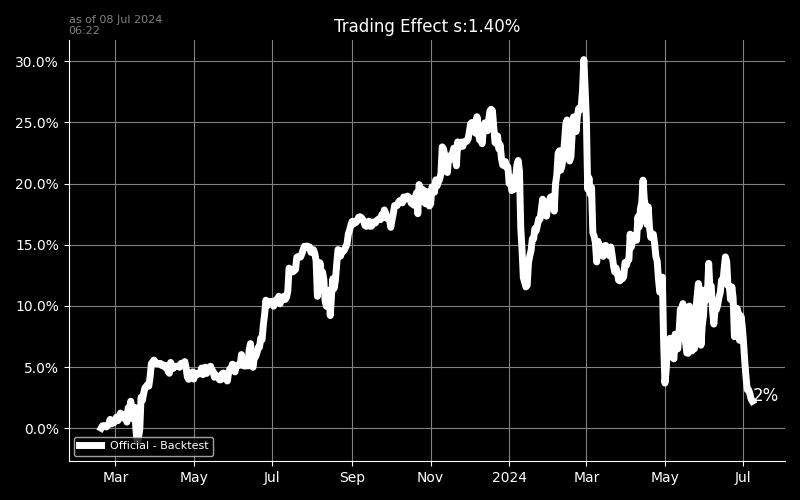 as of 08 Jul 2024
06:22
Trading Effect s:1.40%
30.0%
25.0%
20.0%
15.0%
10.0%
5.0%
0.0%
2%
Official - Backtest
Mar May Jul Sep Nov 2024 Mar May Jul